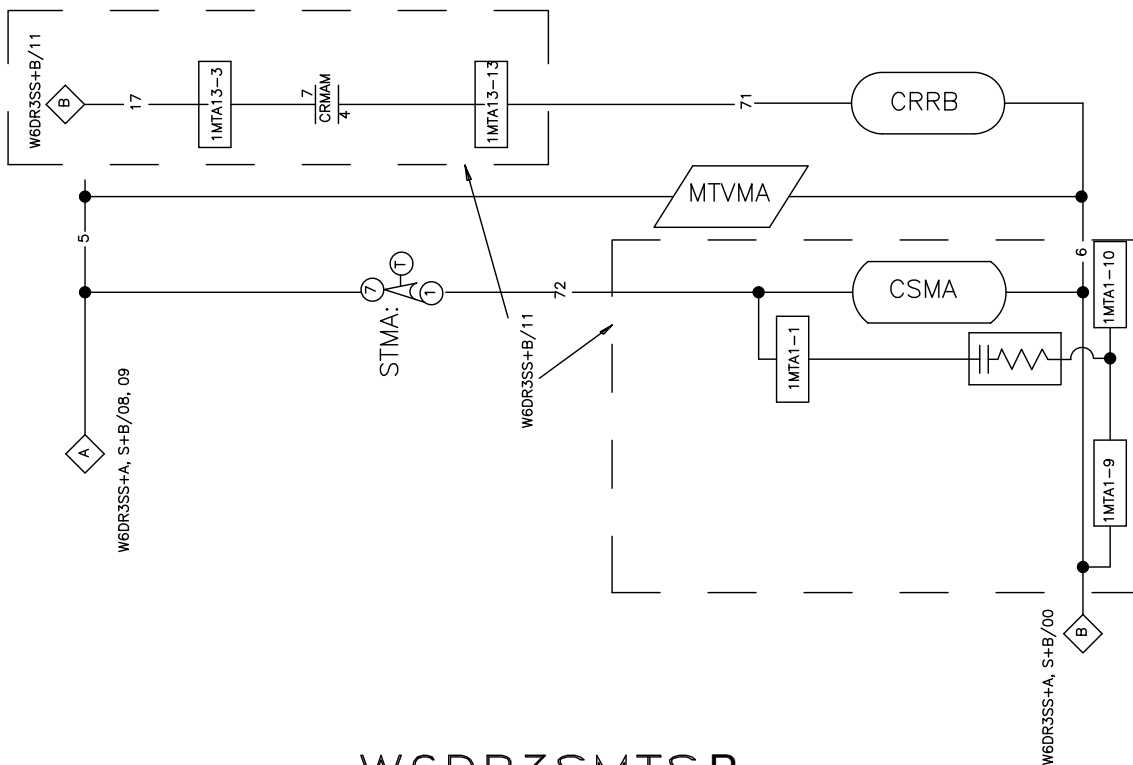 W6DR3SS+B/11
B
17
1MTA13-3
7
CRMAM
4
1MTA13-13
71
CRRB
MTVMA
5
6
7
T
1
STMA:
72
CSMA
1MTA1-10
1MTA1-1
W6DR3SS+B/11
A
W6DR3SS+A, S+B/08, 09
1MTA1-9
B
W6DR3SS+A, S+B/00